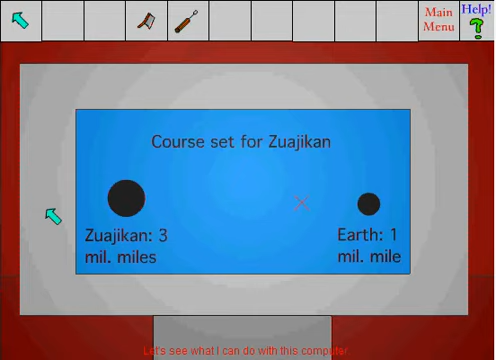 Main
Menu
Help!
?
Course set for Zuajikan
Zuajikan: 3
mil. miles
Earth: 1
mil. mile
Let's see what I can do with this computer.